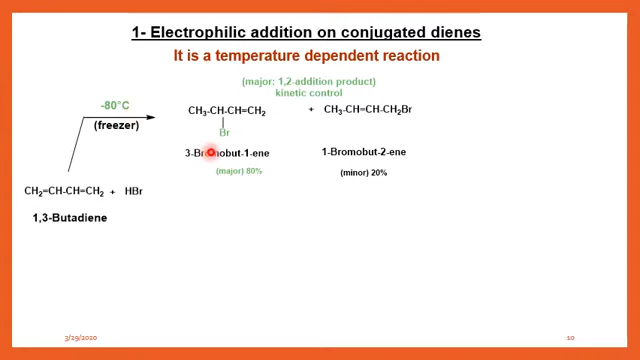 1- Electrophilic addition on conjugated dienes
It is a temperature dependent reaction
(major: 1,2-addition product)
kinetic control
-80°C
(freezer)
CH₃-CH-CH=CH₂ + CH₃-CH=CH-CH₂Br
Br
3-Bromobut-1-ene 1-Bromobut-2-ene
(major) 80% (minor) 20%
CH₂=CH-CH=CH₂ + HBr
1,3-Butadiene
3/29/2020 10